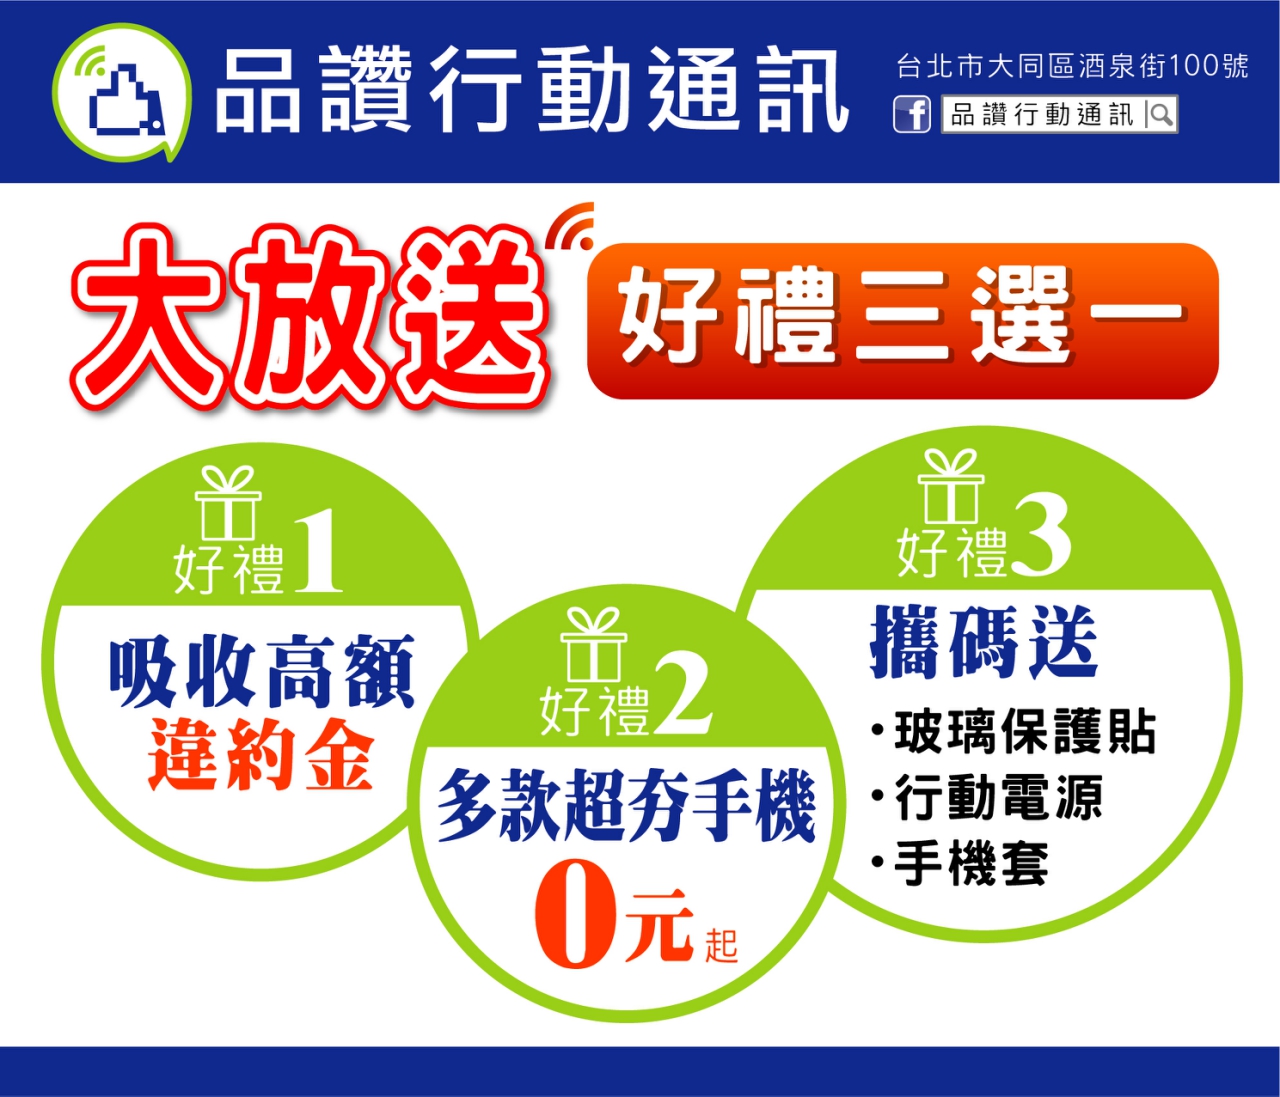 品讚行動通訊
台北市大同區酒泉街100號
品讚行動通訊
大放送
好禮三選一
好禮1
吸收高額
違約金
好禮2
多款超夯手機
0元起
好禮3
攜碼送
·玻璃保護貼
·行動電源
·手機套